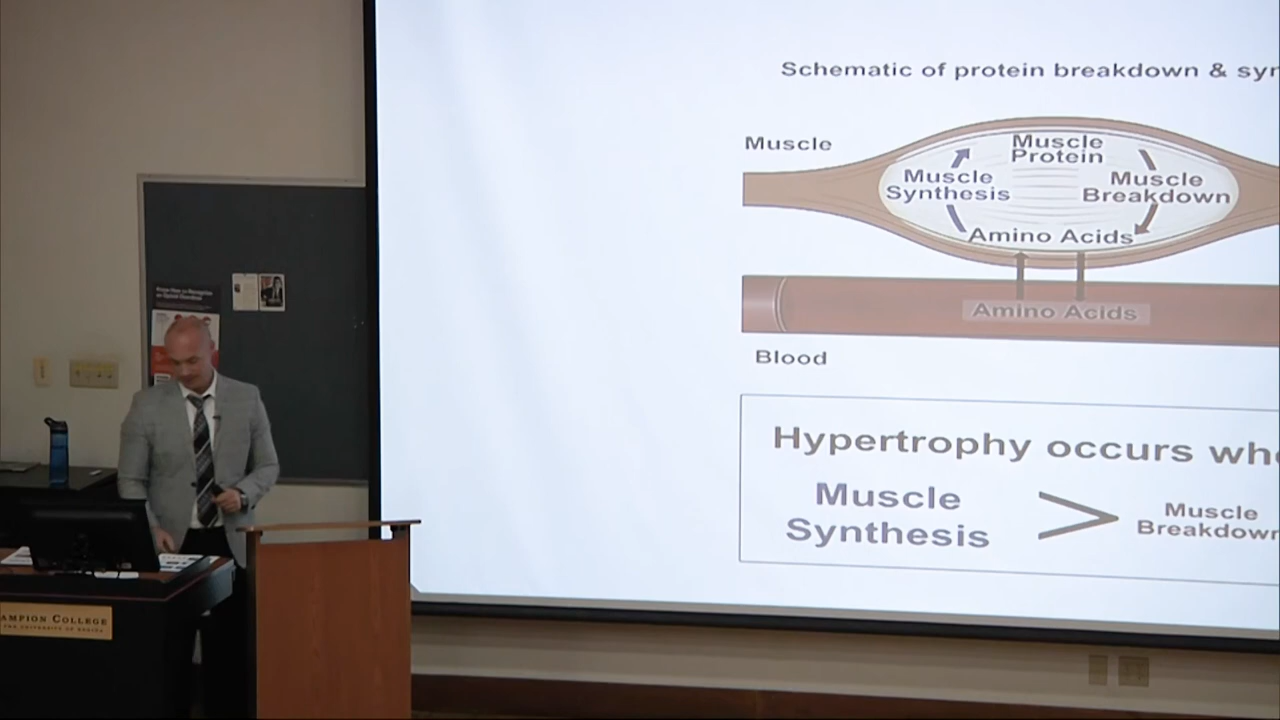 Schematic of protein breakdown & syn
Muscle
Muscle
Protein
Muscle
Synthesis
Muscle
Breakdown
Amino Acids
Amino Acids
Blood
Hypertrophy occurs whe
Muscle
Synthesis
>
Muscle
Breakdown
AMPION COLLEGE